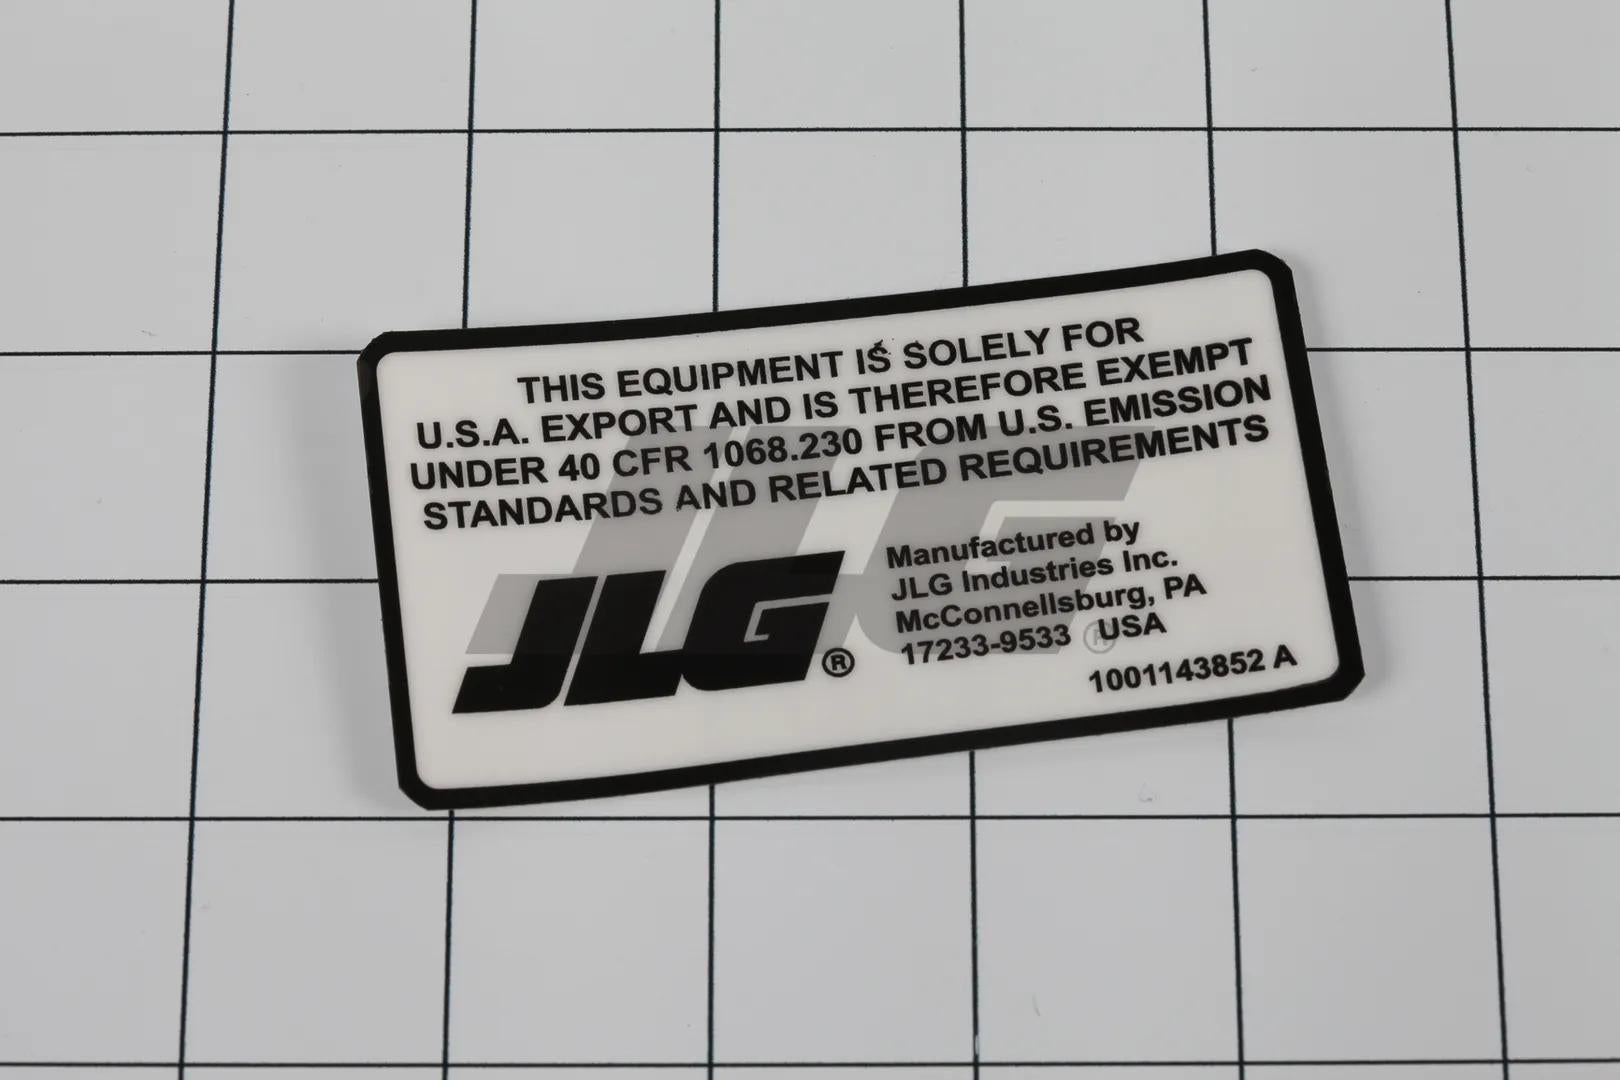 THIS EQUIPMENT IS SOLELY FOR
U.S.A. EXPORT AND IS THEREFORE EXEMPT
UNDER 40 CFR 1068.230 FROM U.S. EMISSION
STANDARDS AND RELATED REQUIREMENTS
JLG®
Manufactured by
JLG Industries Inc.
McConnellsburg, PA
17233-9533 USA
1001143852 A
JLG®